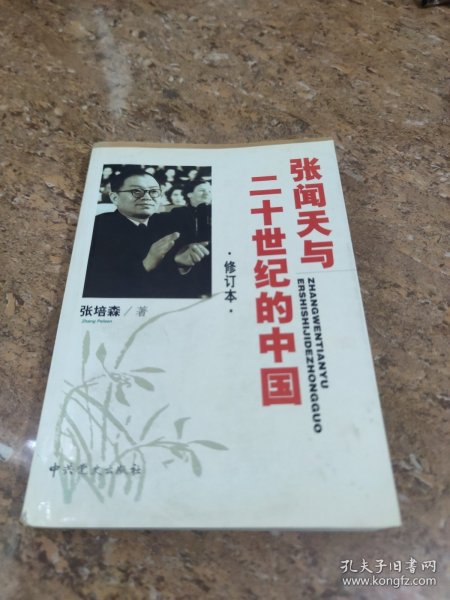 张闻天与
二十世纪的中国
ZHANGWENTIANYU
ERSHISHIJIDEZHONGGUO
·修订本·
张培森/著
Zhang Peisen
中共党史出版社
孔夫子旧书网
www.kongfz.com